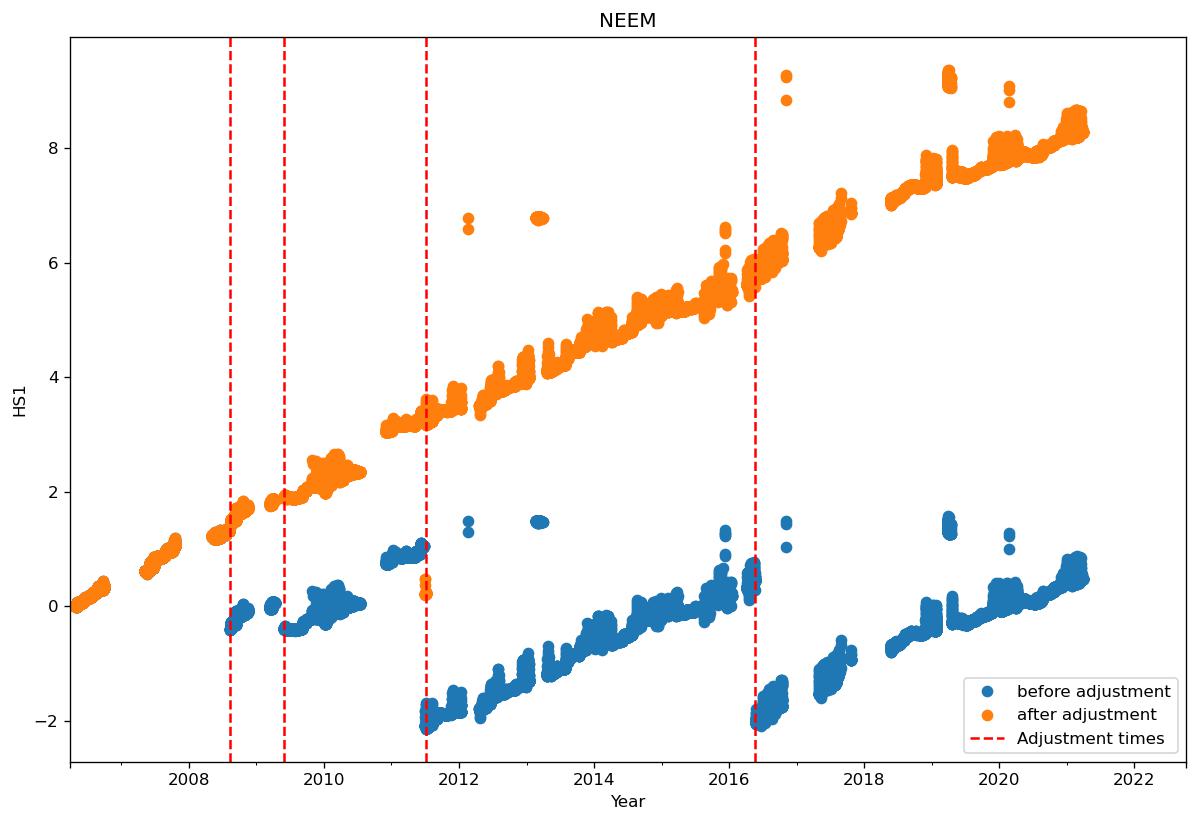 NEEM
HS1
8
6
4
2
0
−2
before adjustment
after adjustment
Adjustment times
2008 2010 2012 2014 2016 2018 2020 2022
Year